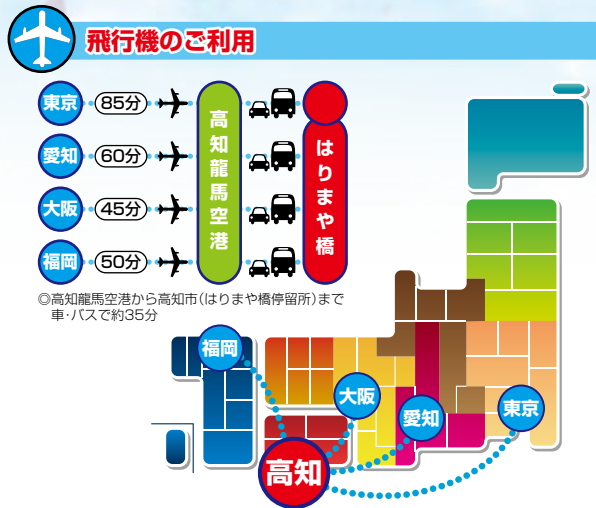 飛行機のご利用
東京 85分
愛知 60分
大阪 45分
福岡 50分
高知龍馬空港
はりまや橋
◎高知龍馬空港から高知市(はりまや橋停留所)まで
車・バスで約35分
福岡
大阪
愛知
東京
高知